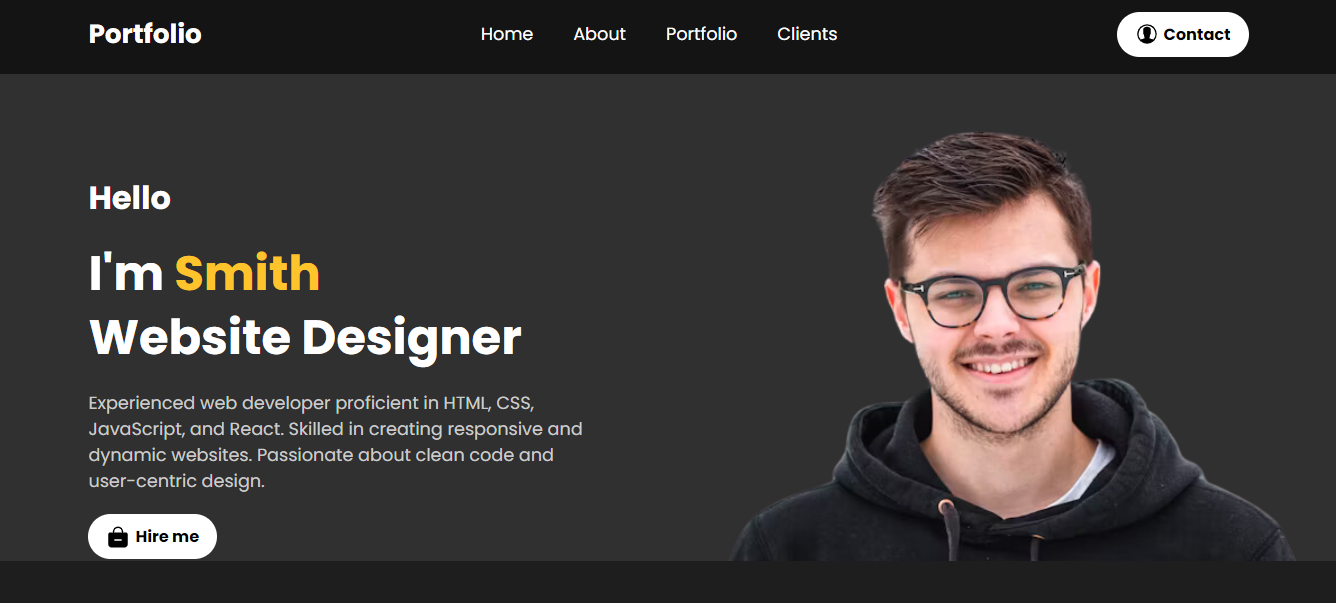 Portfolio
Home
About
Portfolio
Clients
Contact
Hello
I'm Smith
Website Designer
Experienced web developer proficient in HTML, CSS,
JavaScript, and React. Skilled in creating responsive and
dynamic websites. Passionate about clean code and
user-centric design.
Hire me